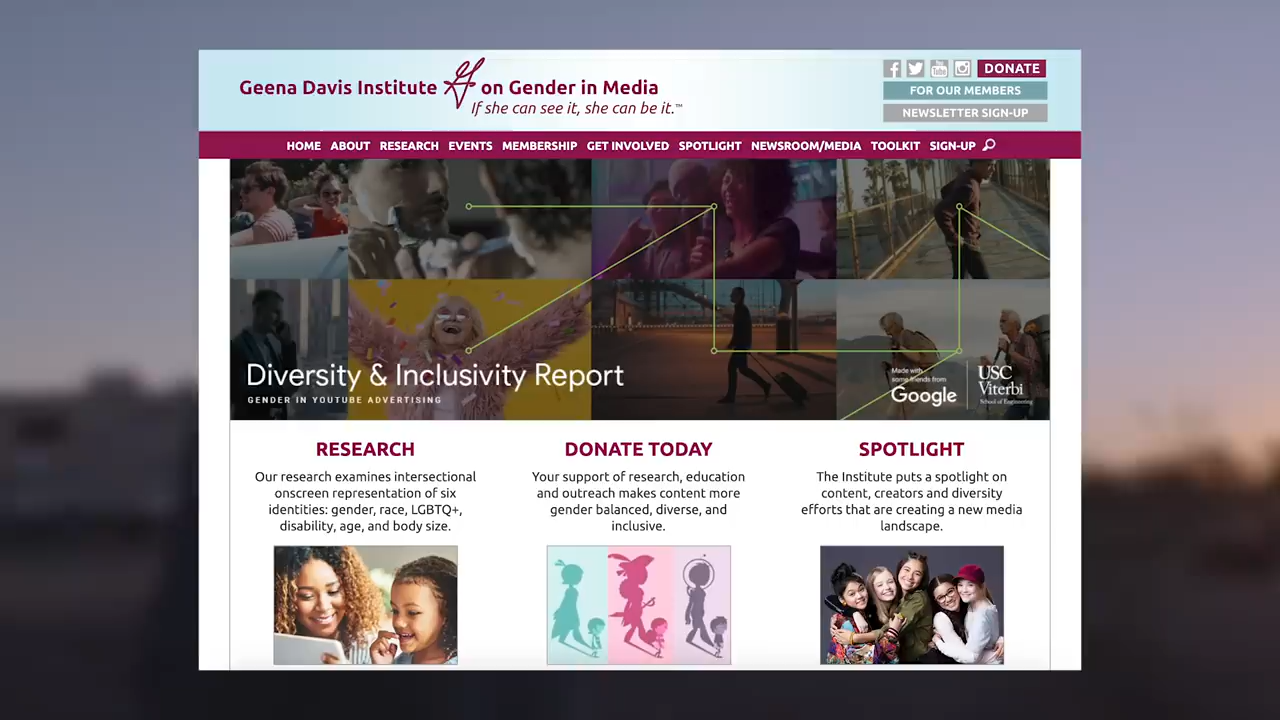 Geena Davis Institute on Gender in Media
If she can see it, she can be it.™
DONATE
FOR OUR MEMBERS
NEWSLETTER SIGN-UP
HOME ABOUT RESEARCH EVENTS MEMBERSHIP GET INVOLVED SPOTLIGHT NEWSROOM/MEDIA TOOLKIT SIGN-UP
Diversity & Inclusivity Report
GENDER IN YOUTUBE ADVERTISING
Made with
some friends from
Google
USC
Viterbi
School of Engineering
RESEARCH
Our research examines intersectional
onscreen representation of six
identities: gender, race, LGBTQ+,
disability, age, and body size.
DONATE TODAY
Your support of research, education
and outreach makes content more
gender balanced, diverse, and
inclusive.
SPOTLIGHT
The Institute puts a spotlight on
content, creators and diversity
efforts that are creating a new media
landscape.